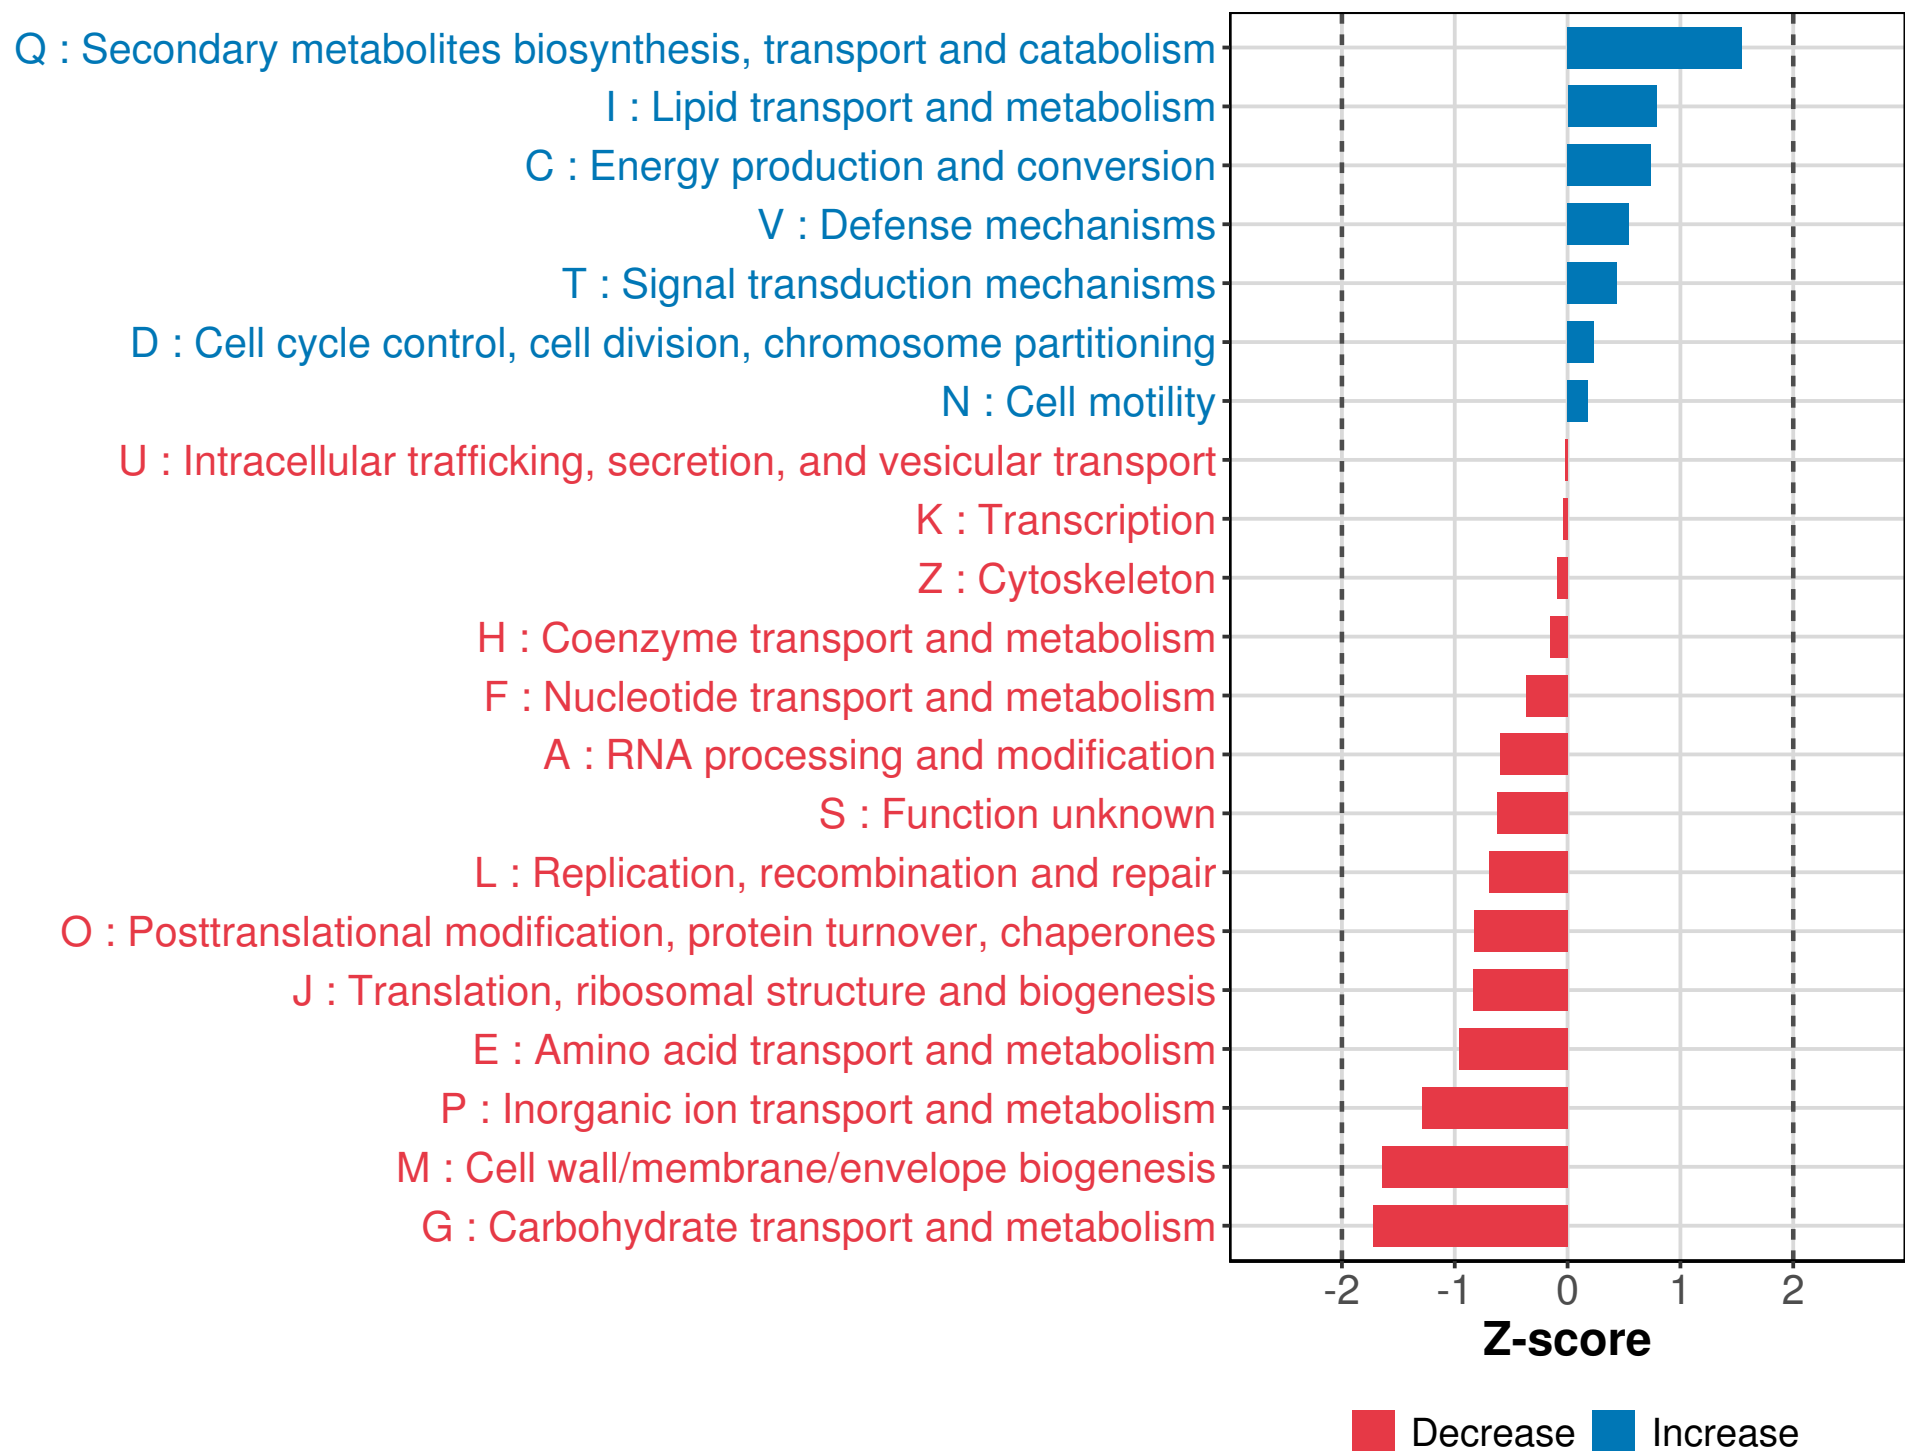 Q : Secondary metabolites biosynthesis, transport and catabolism
I : Lipid transport and metabolism
C : Energy production and conversion
V : Defense mechanisms
T : Signal transduction mechanisms
D : Cell cycle control, cell division, chromosome partitioning
N : Cell motility
U : Intracellular trafficking, secretion, and vesicular transport
K : Transcription
Z : Cytoskeleton
H : Coenzyme transport and metabolism
F : Nucleotide transport and metabolism
A : RNA processing and modification
S : Function unknown
L : Replication, recombination and repair
O : Posttranslational modification, protein turnover, chaperones
J : Translation, ribosomal structure and biogenesis
E : Amino acid transport and metabolism
P : Inorganic ion transport and metabolism
M : Cell wall/membrane/envelope biogenesis
G : Carbohydrate transport and metabolism
-2 -1 0 1 2
Z-score
Decrease Increase